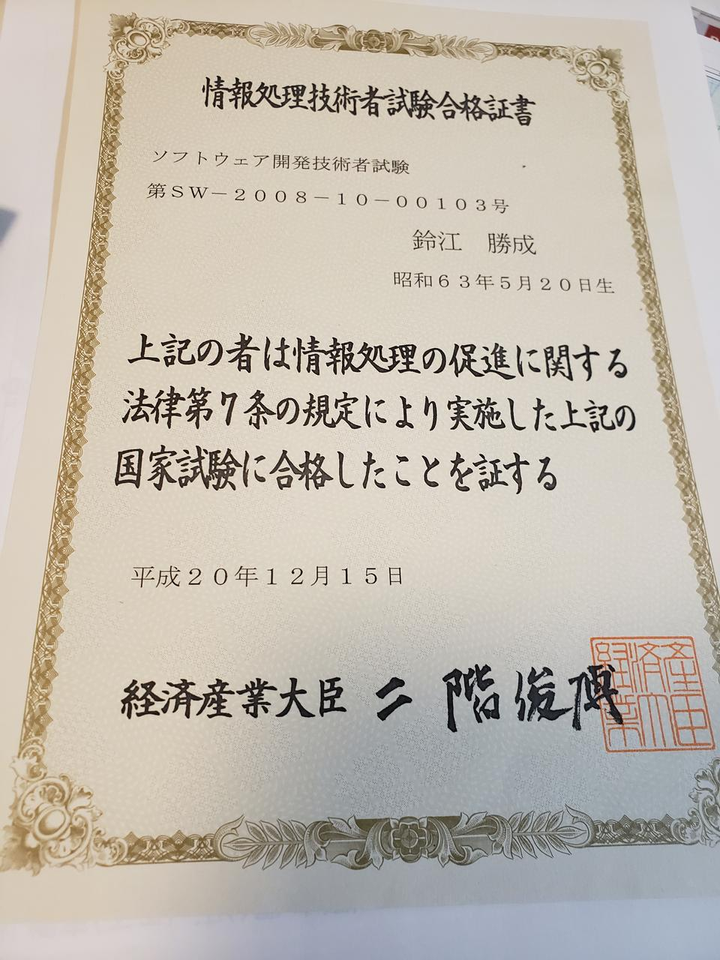 情報処理技術者試験合格証書
ソフトウェア開発技術者試験
第ＳＷ－２００８－１０－００１０３号
鈴江　勝成
昭和６３年５月２０日生
上記の者は情報処理の促進に関する
法律第７条の規定により実施した上記の
国家試験に合格したことを証する
平成２０年１２月１５日
経済産業大臣 二階俊博